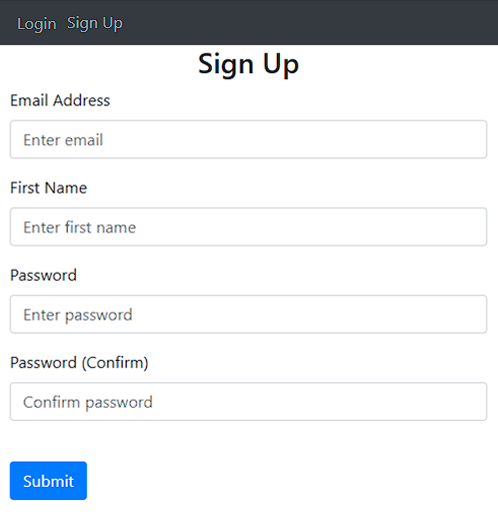 Login Sign Up
Sign Up
Email Address
Enter email
First Name
Enter first name
Password
Enter password
Password (Confirm)
Confirm password
Submit